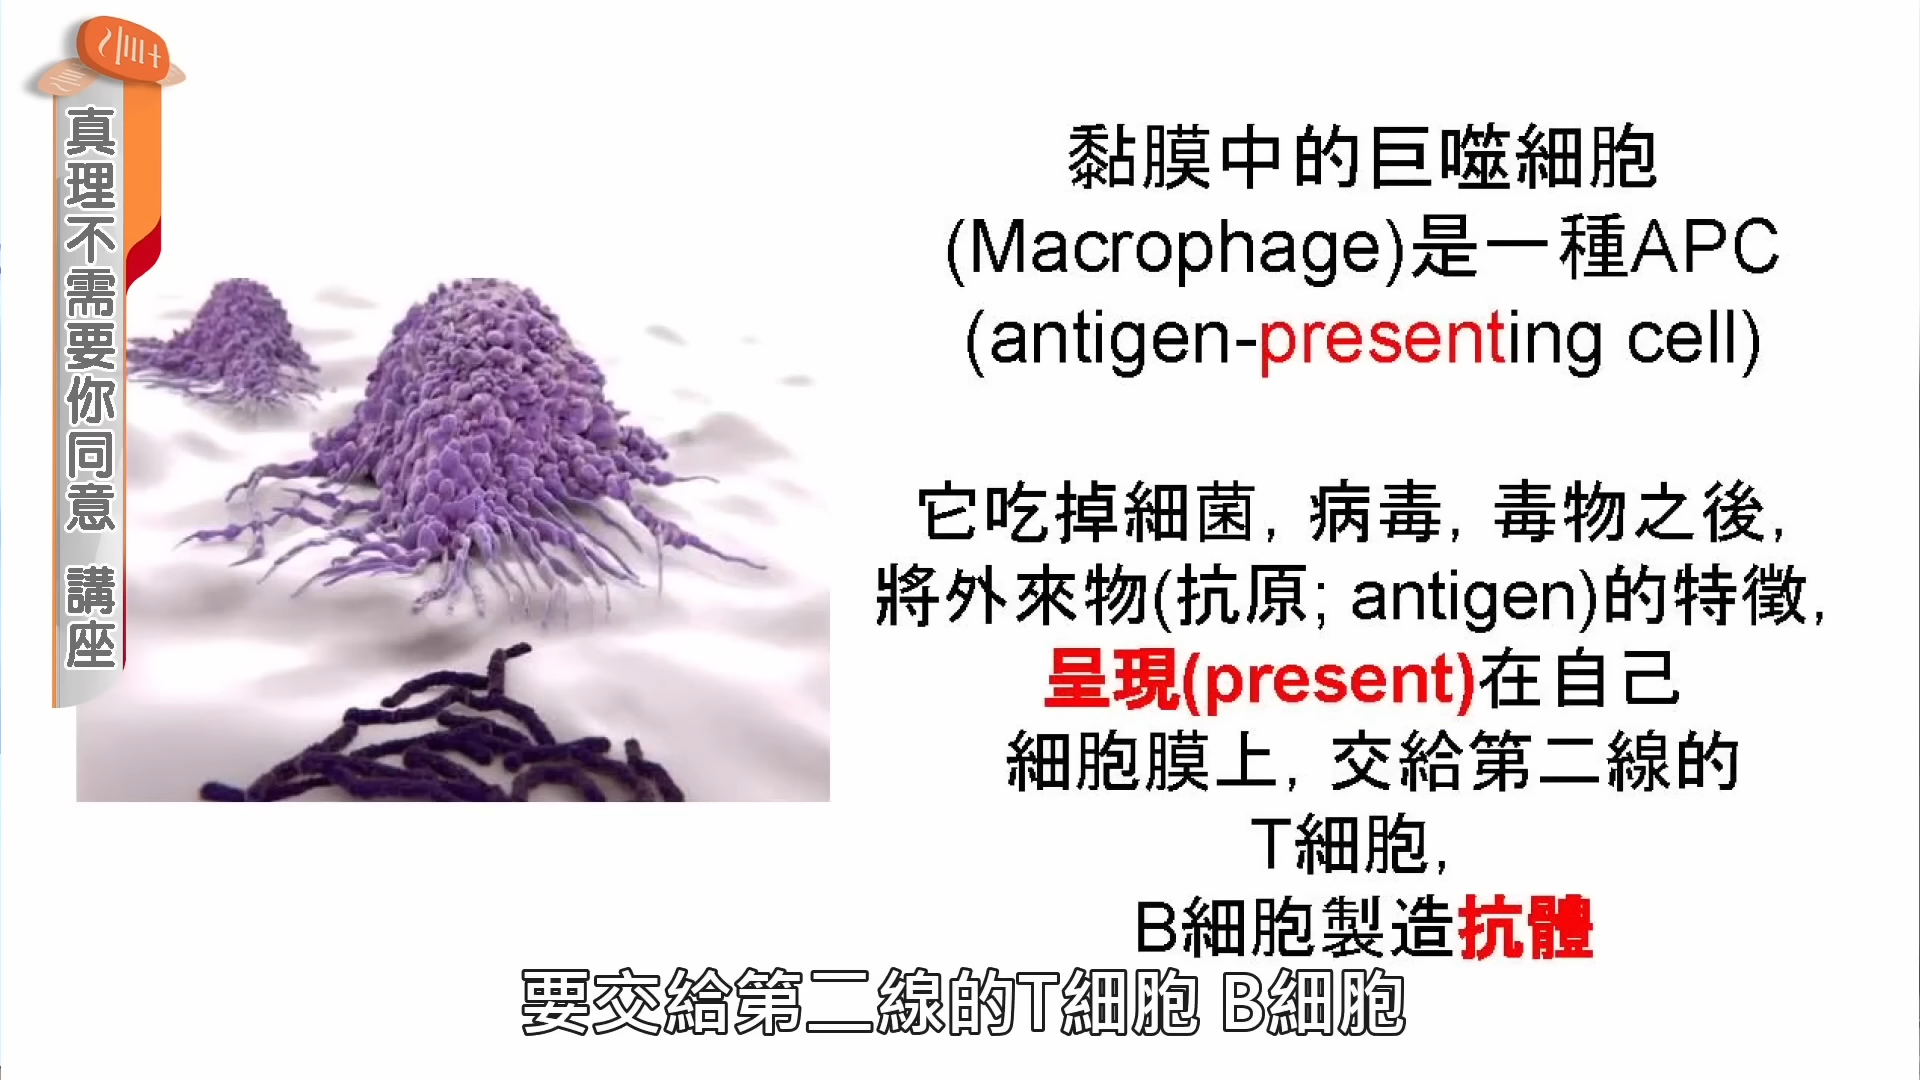 真理不需要你同意 講座
黏膜中的巨噬細胞
(Macrophage)是一種APC
(antigen-presenting cell)
它吃掉細菌, 病毒, 毒物之後,
將外來物(抗原; antigen)的特徵,
呈現(present)在自己
細胞膜上, 交給第二線的
T細胞,
B細胞製造抗體
要交給第二線的T細胞 B細胞